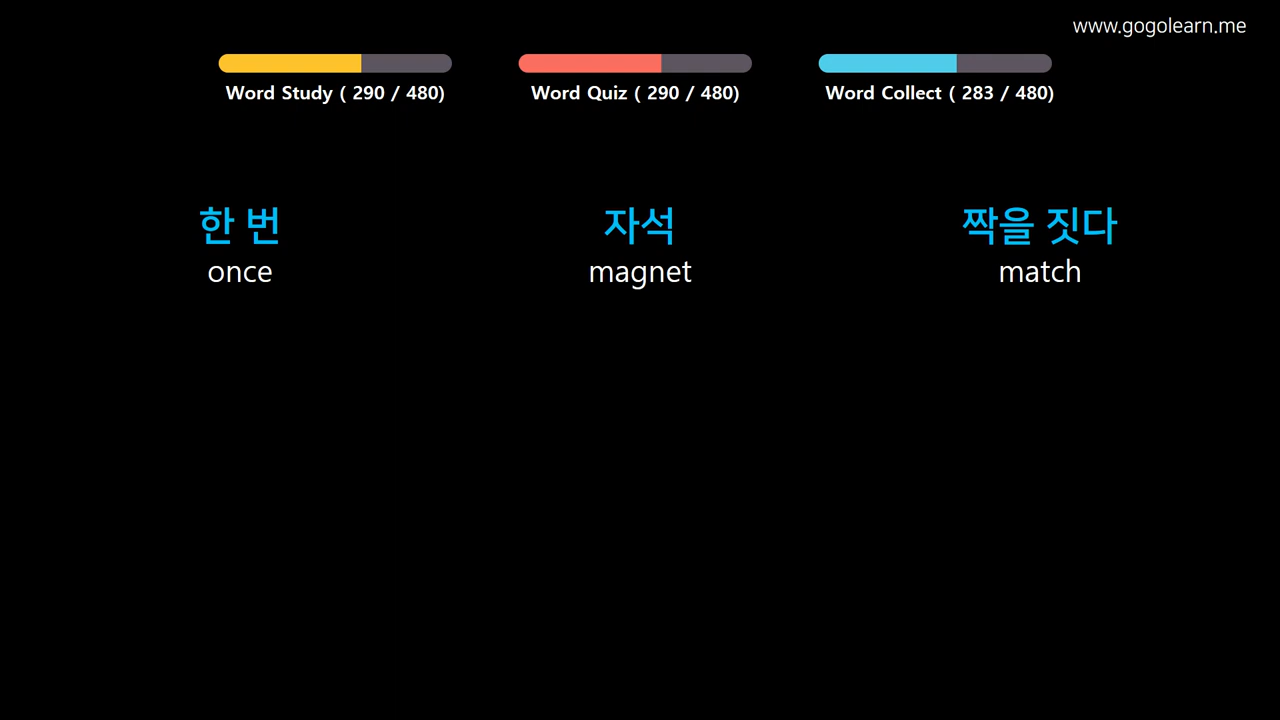 www.gogolearn.me
Word Study ( 290 / 480)
Word Quiz ( 290 / 480)
Word Collect ( 283 / 480)
한 번
once
자석
magnet
짝을 짓다
match